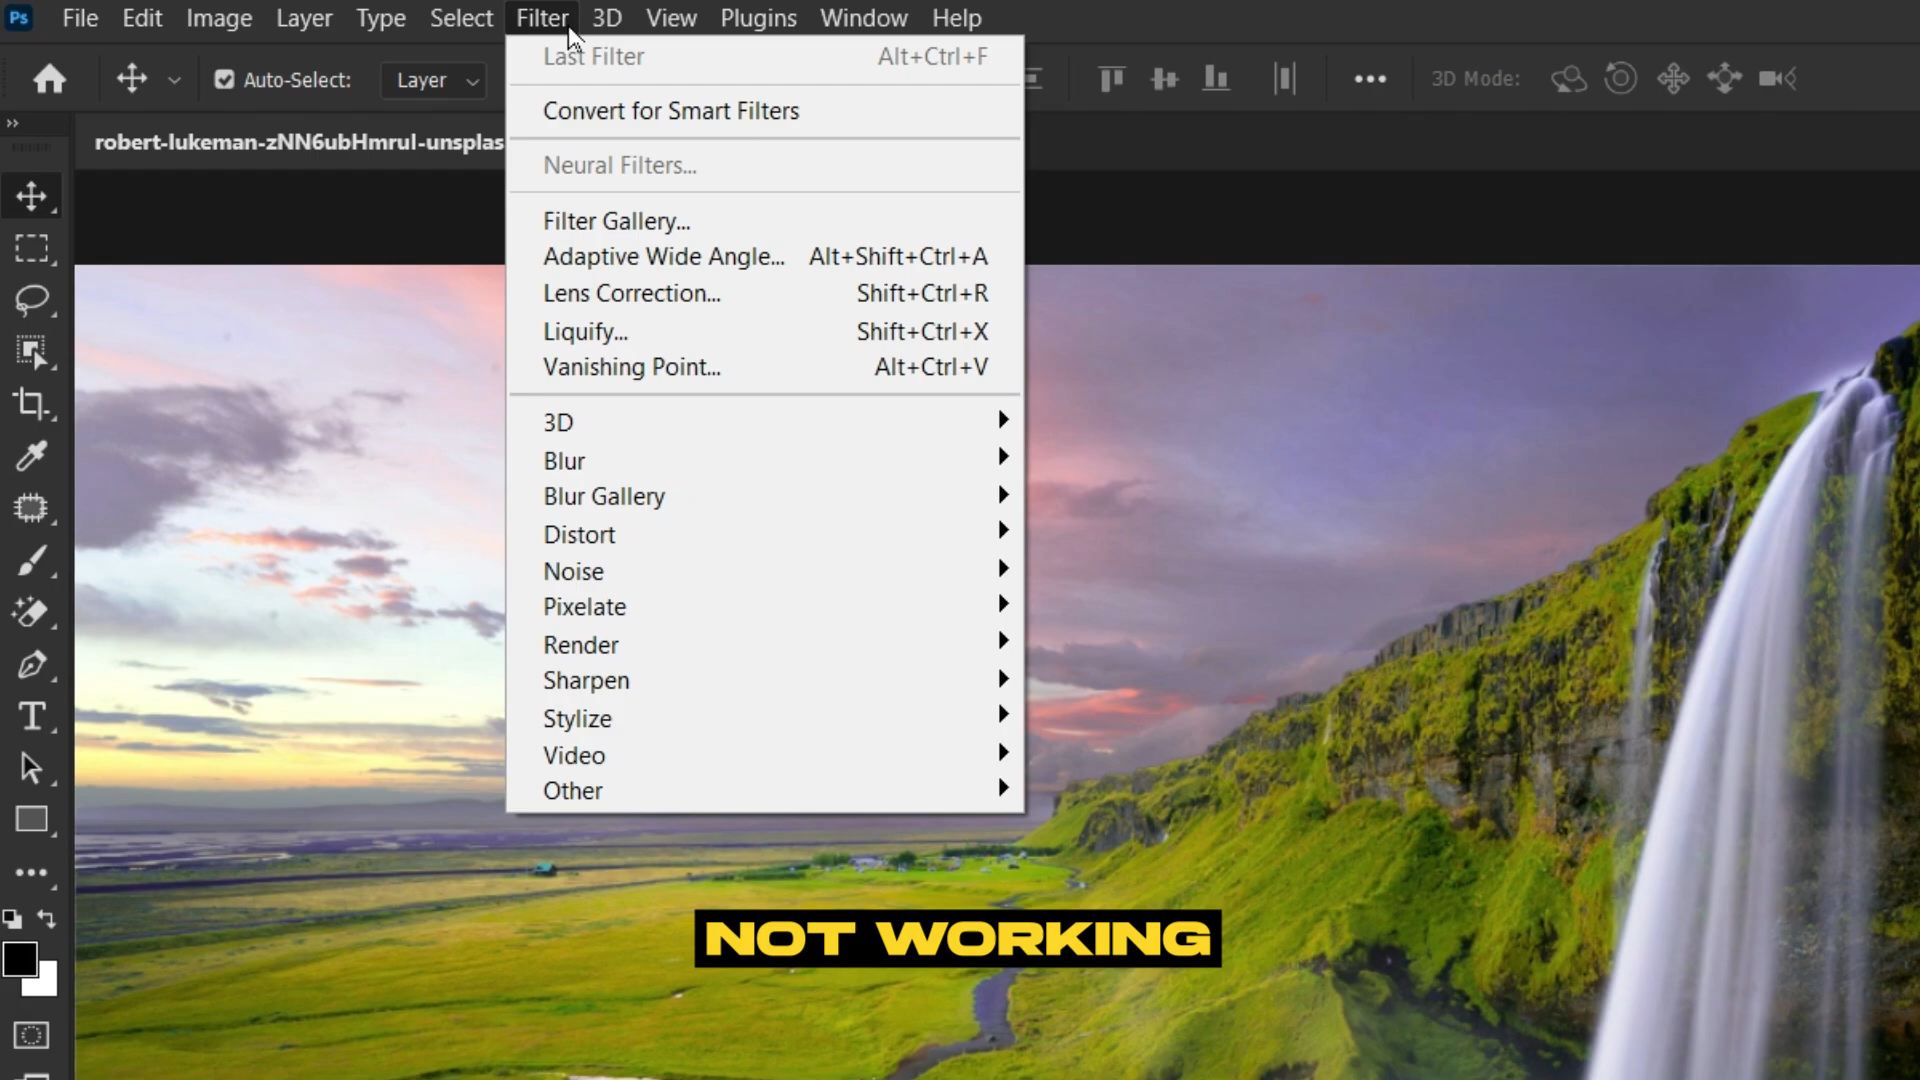 Ps File Edit Image Layer Type Select Filter 3D View Plugins Window Help
Auto-Select: Layer
3D Mode:
robert-lukeman-zNN6ubHmruI-unsplas
Last Filter Alt+Ctrl+F
Convert for Smart Filters
Neural Filters...
Filter Gallery...
Adaptive Wide Angle... Alt+Shift+Ctrl+A
Lens Correction... Shift+Ctrl+R
Liquify... Shift+Ctrl+X
Vanishing Point... Alt+Ctrl+V
3D
Blur
Blur Gallery
Distort
Noise
Pixelate
Render
Sharpen
Stylize
Video
Other
NOT WORKING